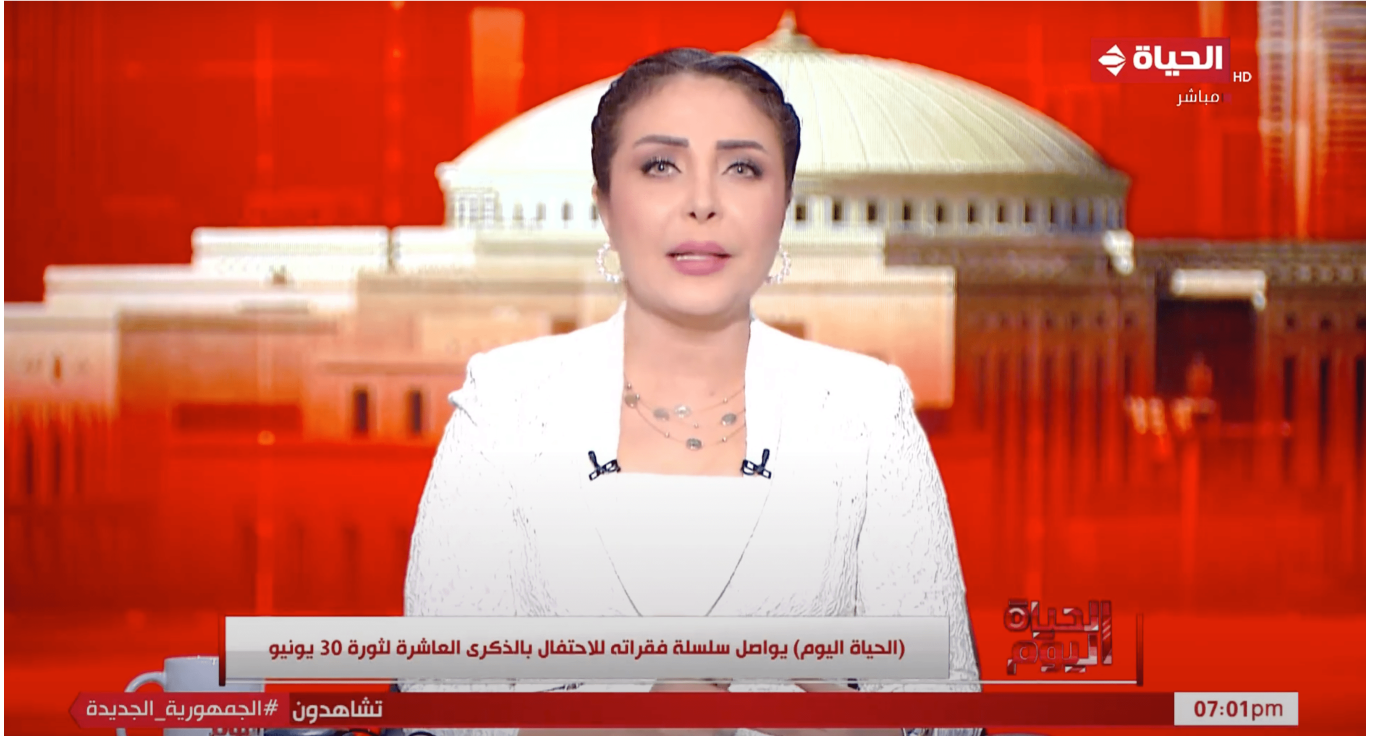 الحياة
HD
مباشر
الحياة
اليوم
(الحياة اليوم) يواصل سلسلة فقراته للاحتفال بالذكرى العاشرة لثورة 30 يونيو
07:01pm
تشاهدون #الجمهورية_الجديدة